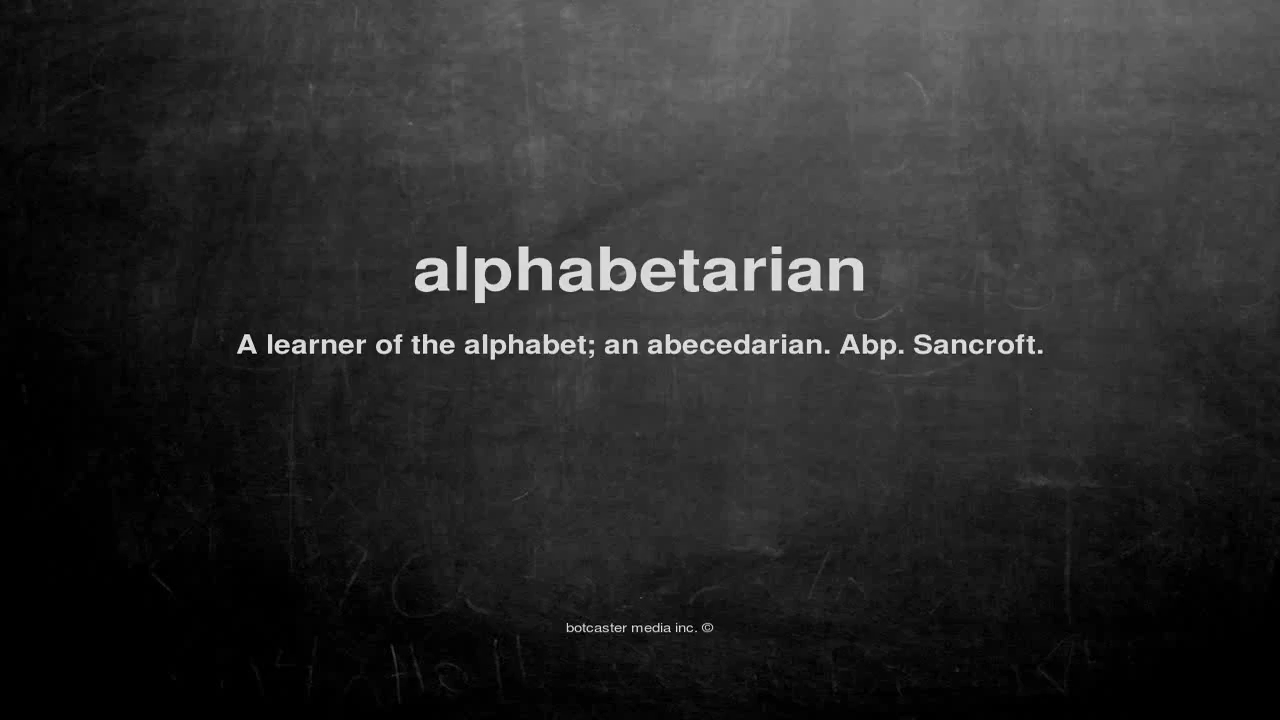 alphabetarian
A learner of the alphabet; an abecedarian. Abp. Sancroft.
botcaster media inc. ©